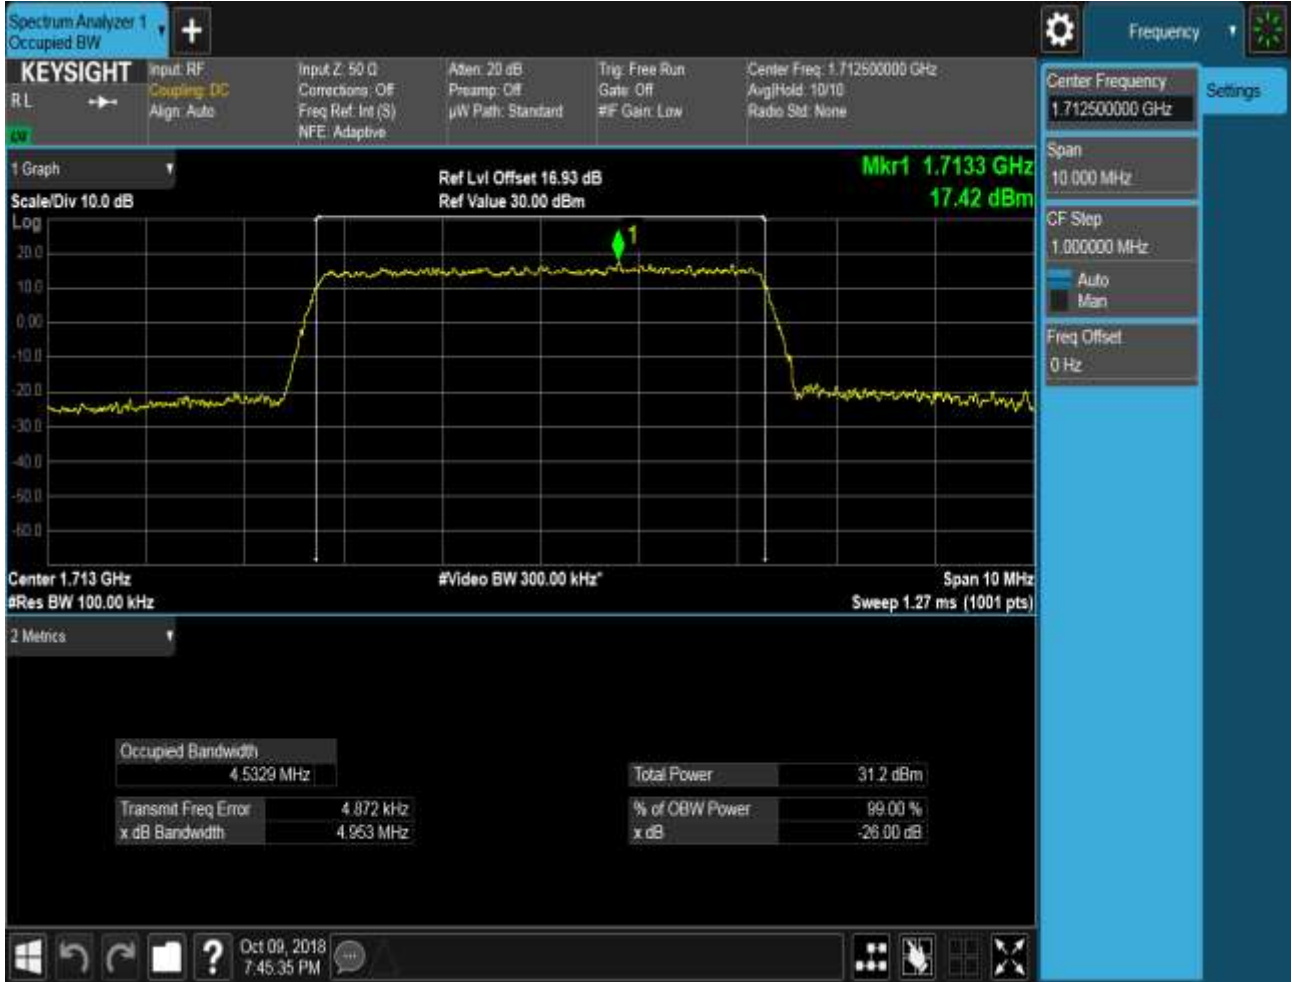 Spectrum Analyzer 1
Occupied BW
Frequency
KEYSIGHT
R L
Input: RF
Coupling: DC
Align: Auto
Input Z: 50 Ω
Corrections: Off
Freq Ref: Int (S)
NFE: Adaptive
Atten: 20 dB
Preamp: Off
µW Path: Standard
Trig: Free Run
Gate: Off
#IF Gain: Low
Center Freq: 1.712500000 GHz
Avg|Hold: 10/10
Radio Std: None
Center Frequency
1.712500000 GHz
Settings
Span
10.000 MHz
CF Step
1.000000 MHz
Auto
Man
Freq Offset
0 Hz
1 Graph
Scale/Div 10.0 dB
Ref Lvl Offset 16.93 dB
Ref Value 30.00 dBm
Mkr1 1.7133 GHz
17.42 dBm
Log
20.0
10.0
0.00
-10.0
-20.0
-30.0
-40.0
-50.0
-60.0
1
Center 1.713 GHz
#Res BW 100.00 kHz
#Video BW 300.00 kHz*
Span 10 MHz
Sweep 1.27 ms (1001 pts)
2 Metrics
Occupied Bandwidth
4.5329 MHz
Transmit Freq Error 4.872 kHz
x dB Bandwidth 4.953 MHz
Total Power 31.2 dBm
% of OBW Power 99.00 %
x dB -26.00 dB
?
Oct 09, 2018
7:45:35 PM